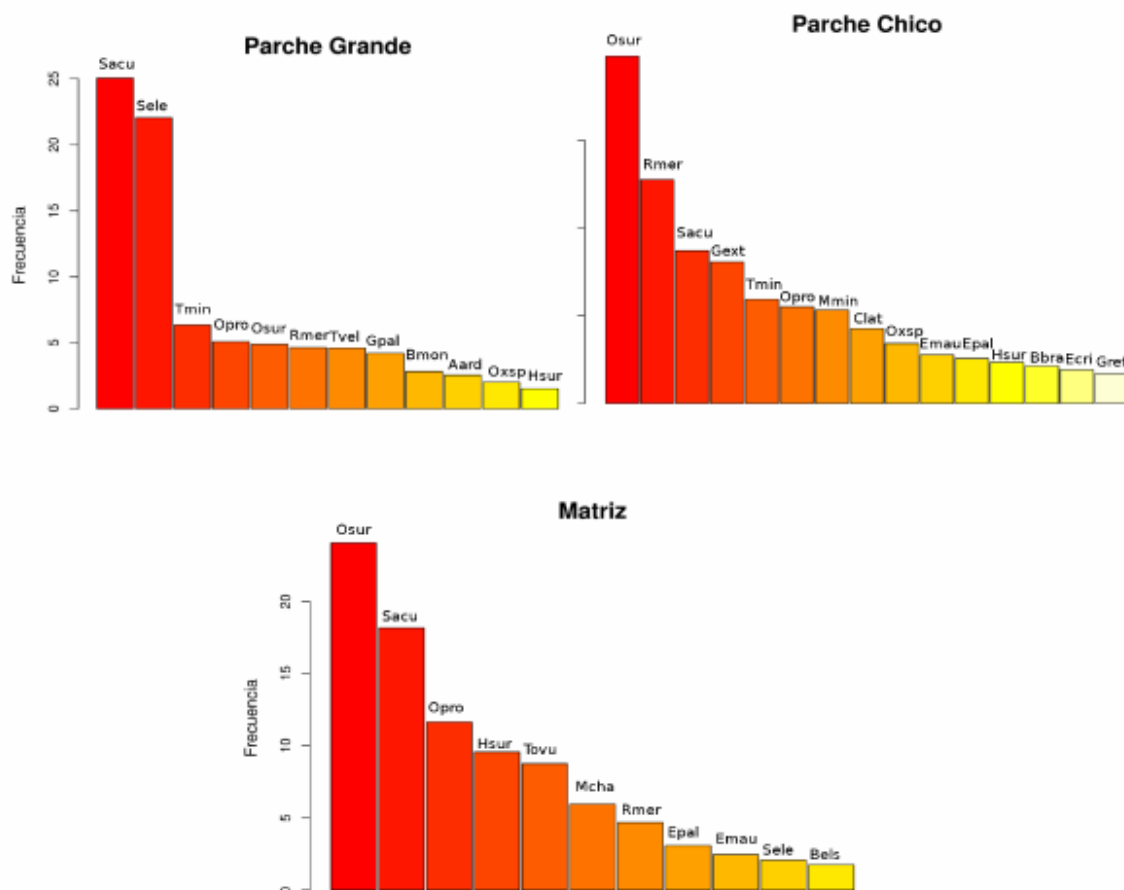 Parche Grande
Frecuencia
25
20
15
10
5
0
Sacu
Sele
Tmin
Opro
Osur
Rmer
Tvel
Gpal
Bmon
Aard
Oxsp
Hsur
Parche Chico
Osur
Rmer
Sacu
Gext
Tmin
Opro
Mmin
Clat
Oxsp
Emau
Epal
Hsur
Bbra
Ecri
Matriz
Frecuencia
20
15
10
5
0
Osur
Sacu
Opro
Hsur
Tovu
Mcha
Rmer
Epal
Emau
Sele
Bels